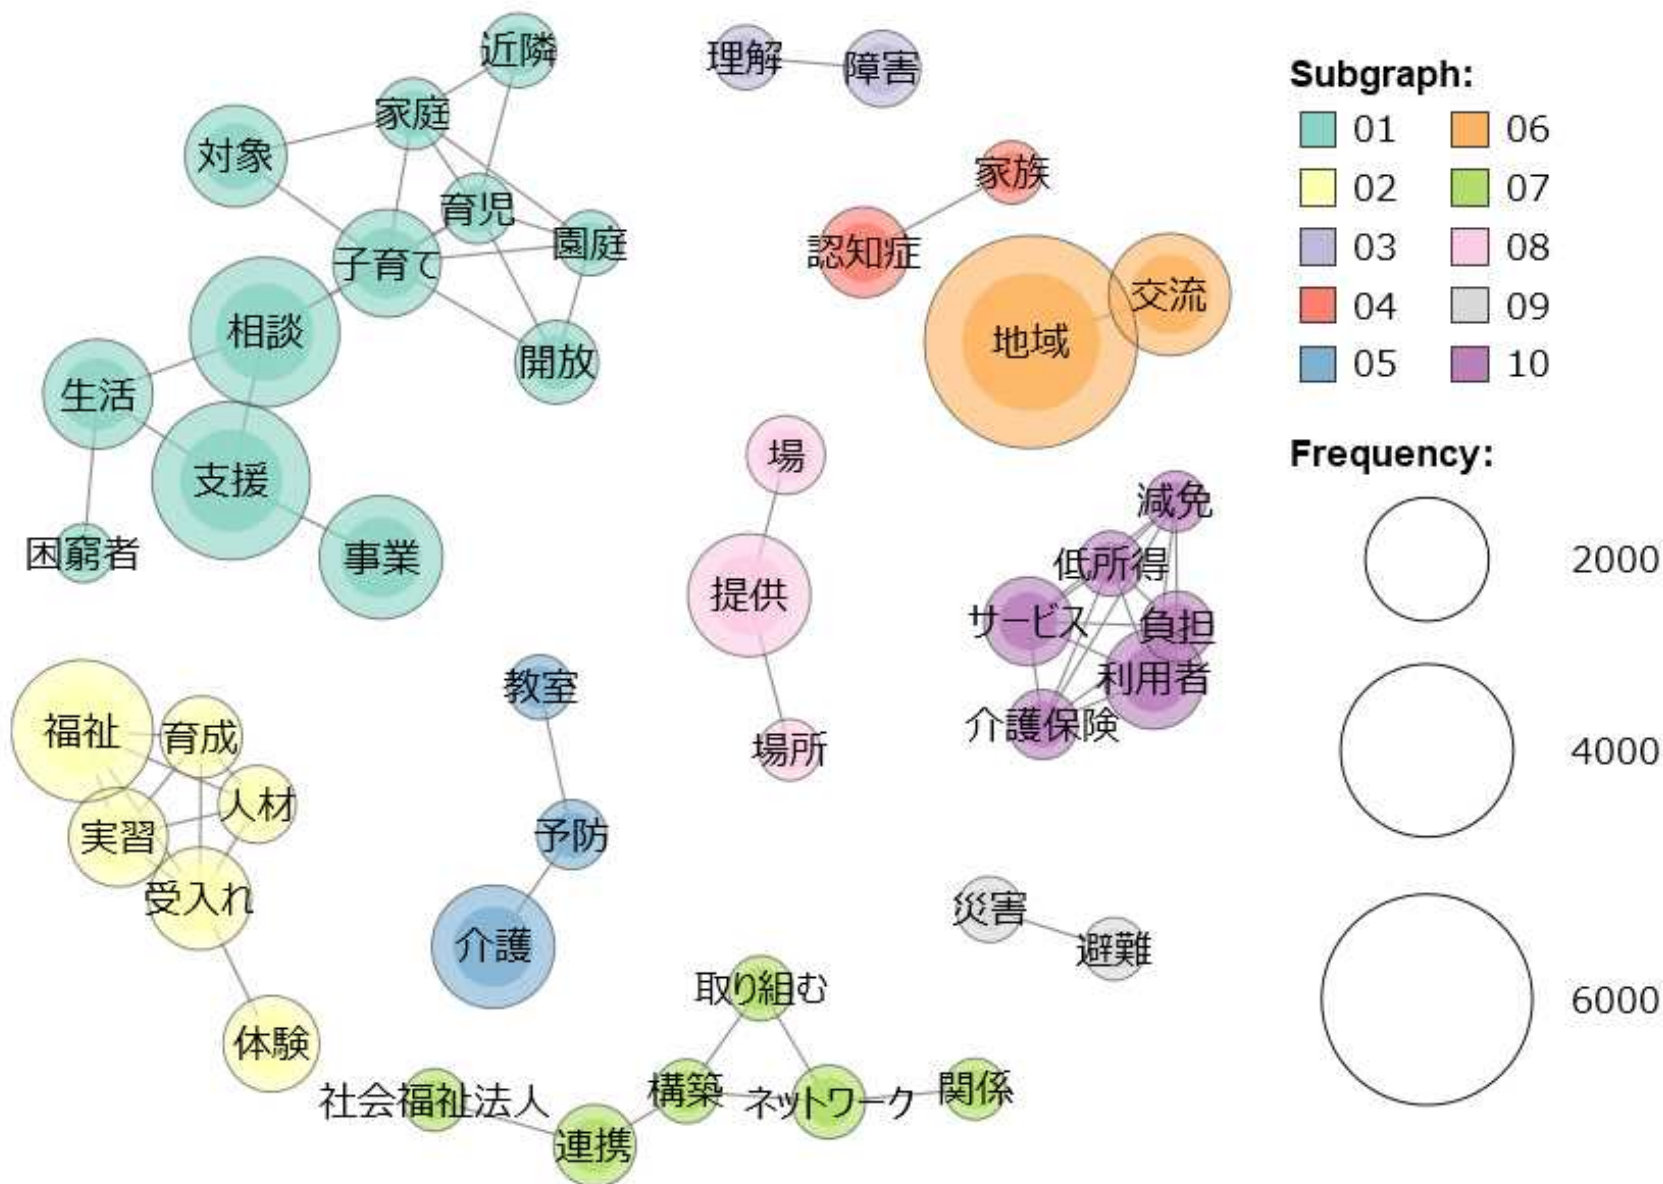 近隣
家庭
対象
育児
園庭
子育て
相談
開放
生活
支援
困窮者
事業
理解
障害
家族
認知症
地域
交流
場
提供
場所
減免
低所得
サービス
負担
利用者
介護保険
福祉
育成
人材
実習
受入れ
体験
教室
予防
介護
災害
避難
取り組む
構築
ネットワーク
関係
社会福祉法人
連携
Subgraph:
01
02
03
04
05
06
07
08
09
10
Frequency:
2000
4000
6000